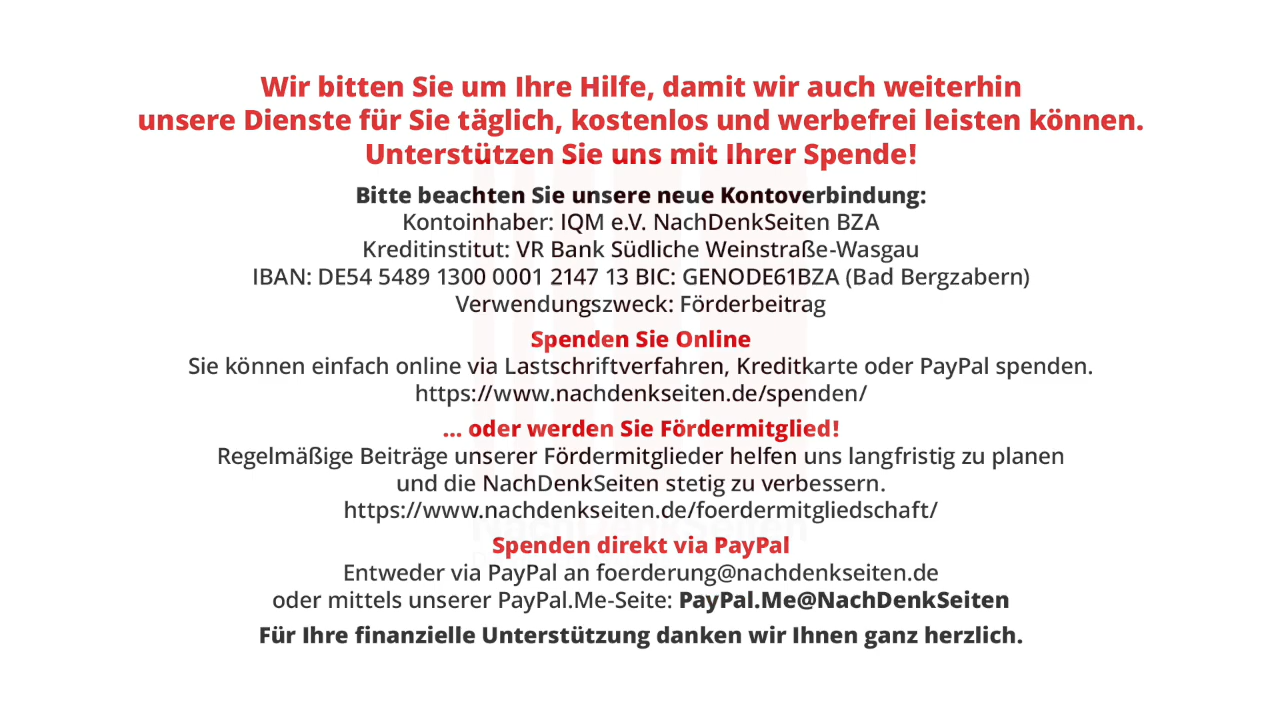 Wir bitten Sie um Ihre Hilfe, damit wir auch weiterhin
unsere Dienste für Sie täglich, kostenlos und werbefrei leisten können.
Unterstützen Sie uns mit Ihrer Spende!
Bitte beachten Sie unsere neue Kontoverbindung:
Kontoinhaber: IQM e.V. NachDenkSeiten BZA
Kreditinstitut: VR Bank Südliche Weinstraße-Wasgau
IBAN: DE54 5489 1300 0001 2147 13 BIC: GENODE61BZA (Bad Bergzabern)
Verwendungszweck: Förderbeitrag
Spenden Sie Online
Sie können einfach online via Lastschriftverfahren, Kreditkarte oder PayPal spenden.
https://www.nachdenkseiten.de/spenden/
... oder werden Sie Fördermitglied!
Regelmäßige Beiträge unserer Fördermitglieder helfen uns langfristig zu planen
und die NachDenkSeiten stetig zu verbessern.
https://www.nachdenkseiten.de/foerdermitgliedschaft/
NachDenkSeiten
Spenden direkt via PayPal
Entweder via PayPal an foerderung@nachdenkseiten.de
oder mittels unserer PayPal.Me-Seite: PayPal.Me@NachDenkSeiten
Für Ihre finanzielle Unterstützung danken wir Ihnen ganz herzlich.